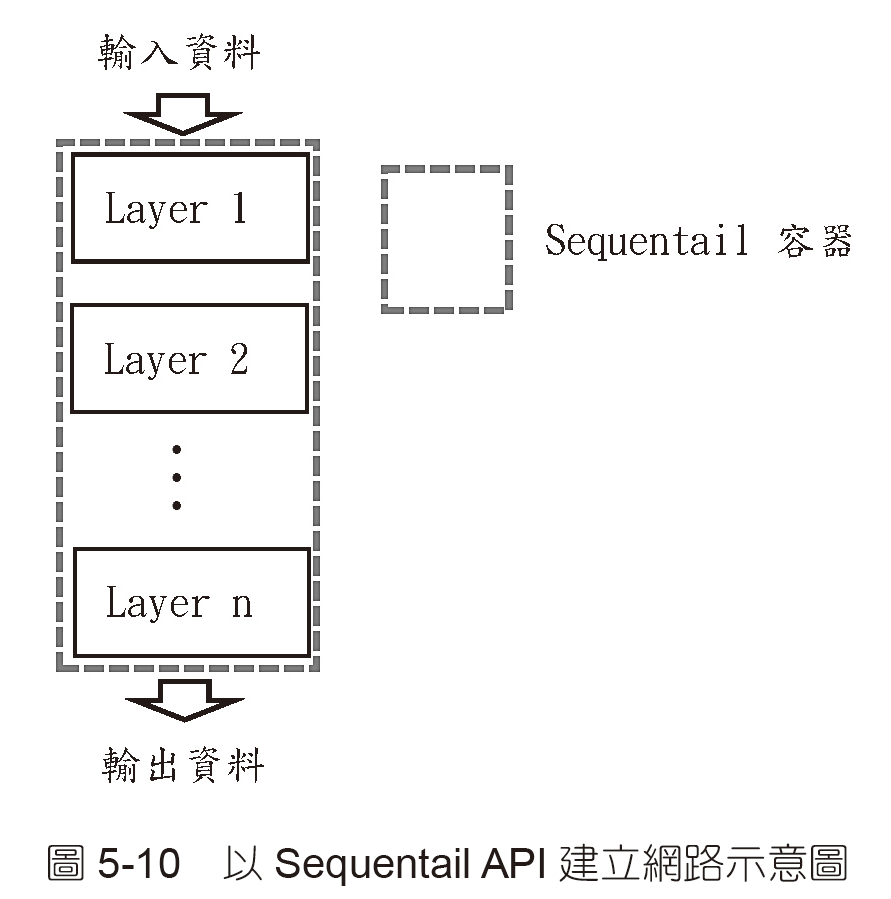 輸入資料
Layer 1
Sequentail 容器
Layer 2
Layer n
輸出資料
圖 5-10 以 Sequentail API 建立網路示意圖